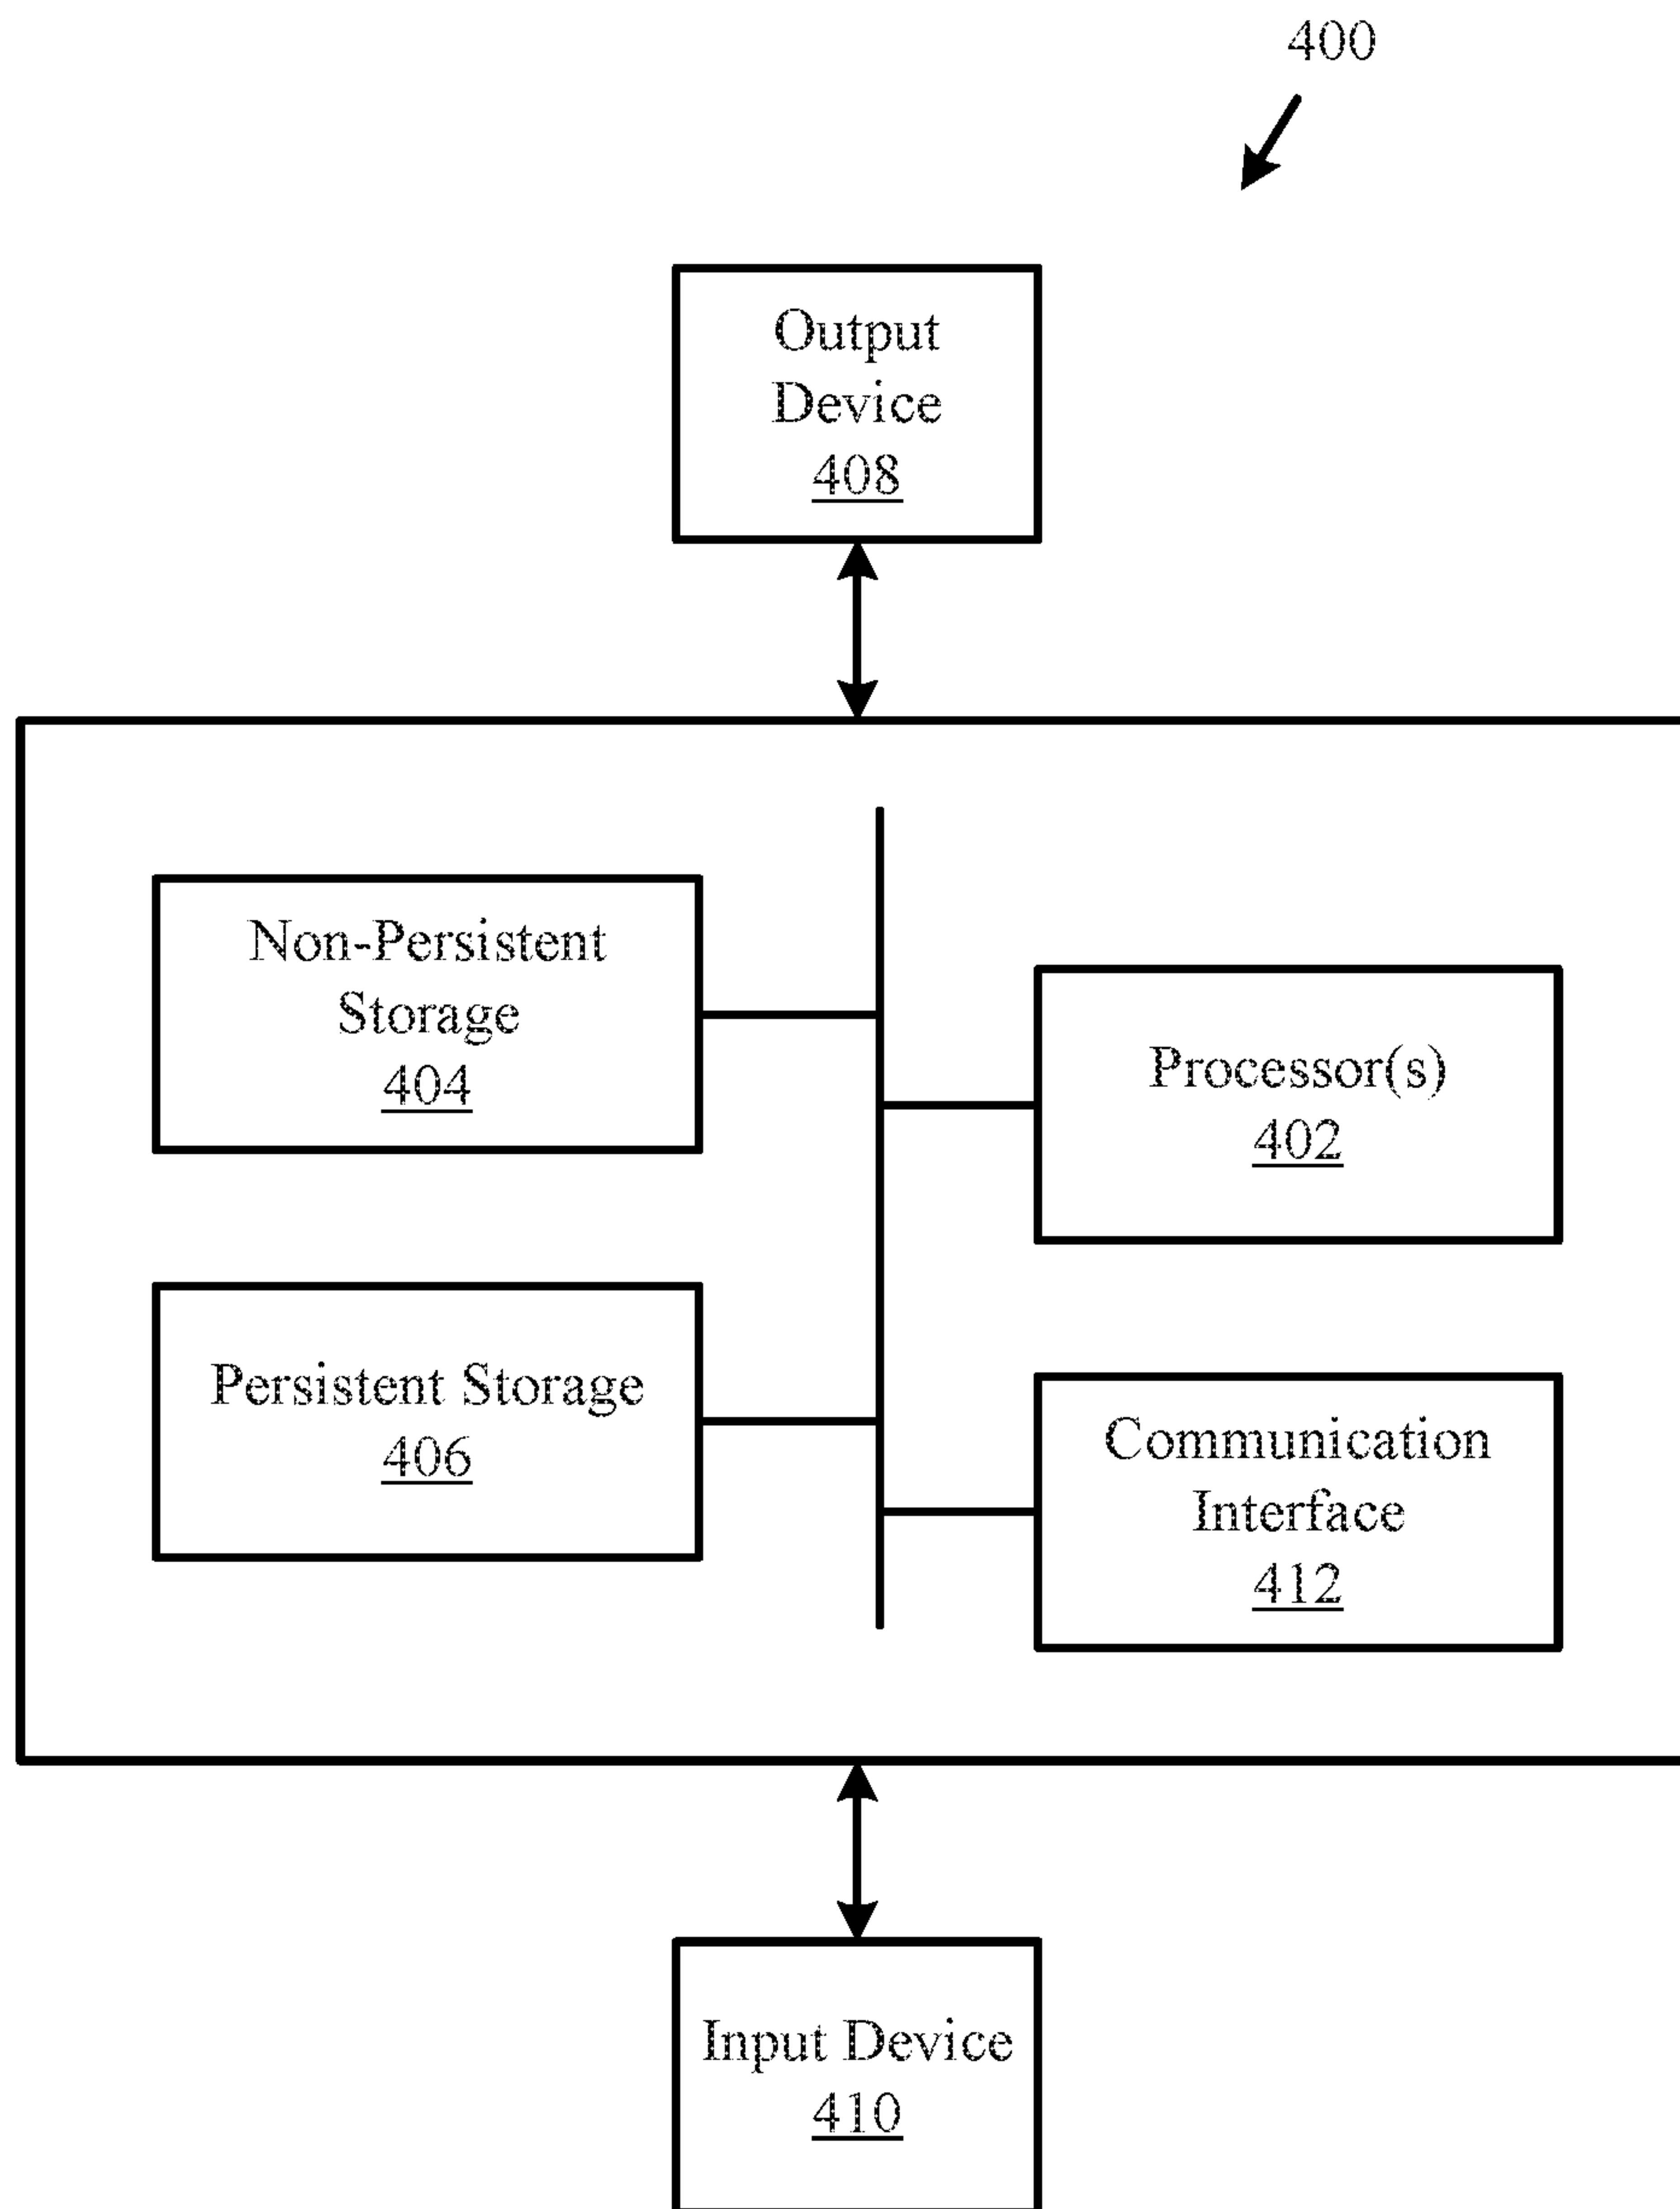 400
Output
Device
408
Non-Persistent
Storage
404
Processor(s)
402
Persistent Storage
406
Communication
Interface
412
Input Device
410